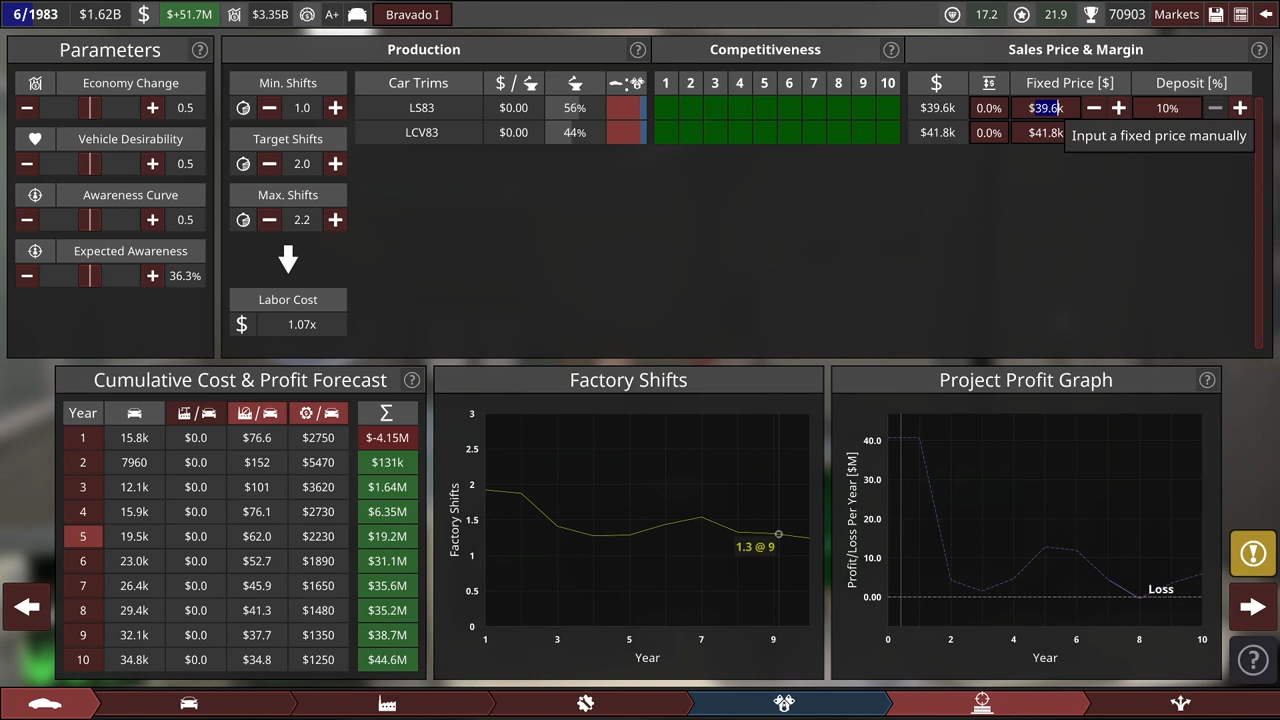 6/1983 $1.62B $ $+51.7M $3.35B A+ Bravado I 17.2 21.9 70903 Markets
Parameters ?
Economy Change
0.5
Vehicle Desirability
0.5
Awareness Curve
0.5
Expected Awareness
36.3%
Production ? Competitiveness ? Sales Price & Margin ?
Min. Shifts
1.0
Target Shifts
2.0
Max. Shifts
2.2
Labor Cost
$ 1.07x
Car Trims $ / 1 2 3 4 5 6 7 8 9 10 $ Fixed Price [$] Deposit [%]
LS83 $0.00 56% $39.6k 0.0% $39.6k 10%
LCV83 $0.00 44% $41.8k 0.0% $41.8k
Input a fixed price manually
Cumulative Cost & Profit Forecast ?
Year / / / Σ
1 15.8k $0.0 $76.6 $2750 $-4.15M
2 7960 $0.0 $152 $5470 $131k
3 12.1k $0.0 $101 $3620 $1.64M
4 15.9k $0.0 $76.1 $2730 $6.35M
5 19.5k $0.0 $62.0 $2230 $19.2M
6 23.0k $0.0 $52.7 $1890 $31.1M
7 26.4k $0.0 $45.9 $1650 $35.6M
8 29.4k $0.0 $41.3 $1480 $35.2M
9 32.1k $0.0 $37.7 $1350 $38.7M
10 34.8k $0.0 $34.8 $1250 $44.6M
Factory Shifts
Factory Shifts
3
2.5
2
1.5
1
0.5
0
1.3 @ 9
1 3 5 7 9
Year
Project Profit Graph ?
Profit/Loss Per Year [$M]
40.0
30.0
20.0
10.0
0.00
Loss
0 2 4 6 8 10
Year
?